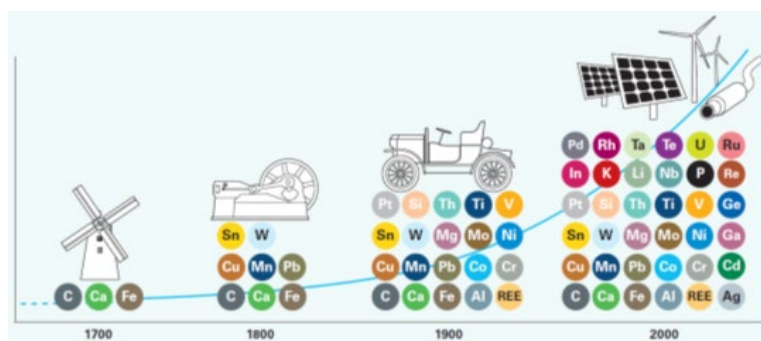 Pd Rh Ta Te U Ru
In K Li Nb P Re
Pt Si Th Ti V Pt Si Th Ti V Ge
Sn W Sn W Mg Mo Ni Sn W Mg Mo Ni Ga
Cu Mn Pb Cu Mn Pb Co Cr Cu Mn Pb Co Cr Cd
C Ca Fe C Ca Fe C Ca Fe Al REE C Ca Fe Al REE Ag
1700 1800 1900 2000